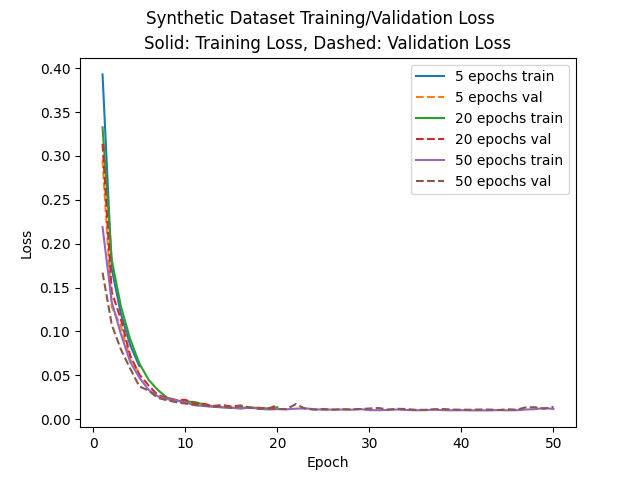 Synthetic Dataset Training/Validation Loss
Solid: Training Loss, Dashed: Validation Loss
0.40
0.35
0.30
0.25
0.20
0.15
0.10
0.05
0.00
Loss
5 epochs train
5 epochs val
20 epochs train
20 epochs val
50 epochs train
50 epochs val
0 10 20 30 40 50
Epoch